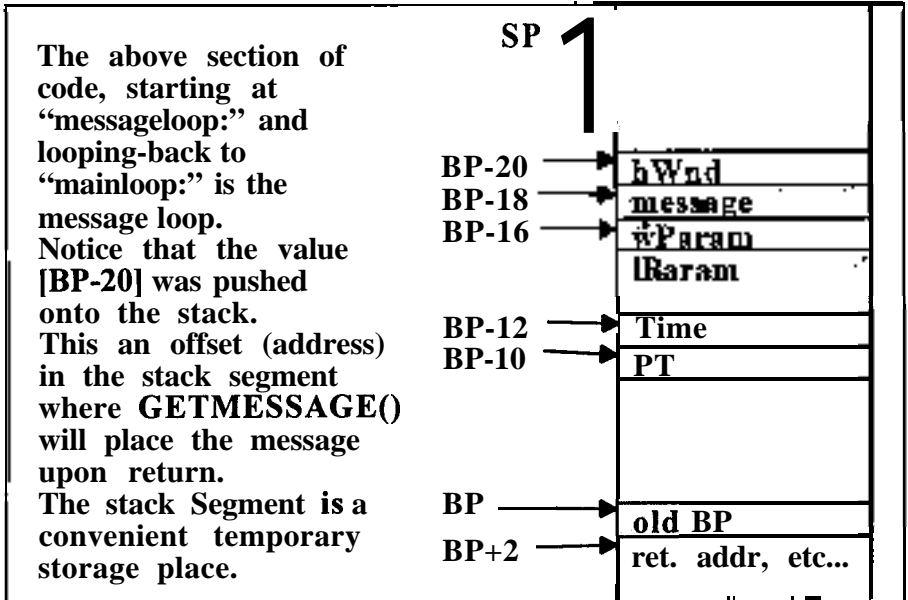 The above section of
code, starting at
“messageloop:” and
looping-back to
“mainloop:” is the
message loop.
Notice that the value
[BP-20] was pushed
onto the stack.
This an offset (address)
in the stack segment
where GETMESSAGE()
will place the message
upon return.
The stack Segment is a
convenient temporary
storage place.
SP
BP-20 hWnd
BP-18 message
BP-16 wParam
lRaram
BP-12 Time
BP-10 PT
BP old BP
BP+2 ret. addr, etc...